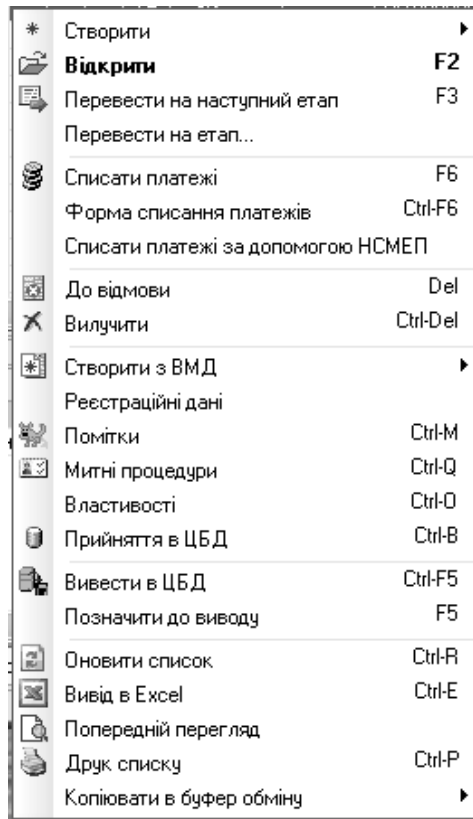 Створити
Відкрити F2
Перевести на наступний етап F3
Перевести на етап...
Списати платежі F6
Форма списання платежів Ctrl-F6
Списати платежі за допомогою НСМЕП
До відмови Del
Вилучити Ctrl-Del
Створити з ВМД
Реєстраційні дані
Помітки Ctrl-M
Митні процедури Ctrl-Q
Властивості Ctrl-O
Прийняття в ЦБД Ctrl-B
Вивести в ЦБД Ctrl-F5
Позначити до виводу F5
Оновити список Ctrl-R
Вивід в Excel Ctrl-E
Попередній перегляд
Друк списку Ctrl-P
Копіювати в буфер обміну